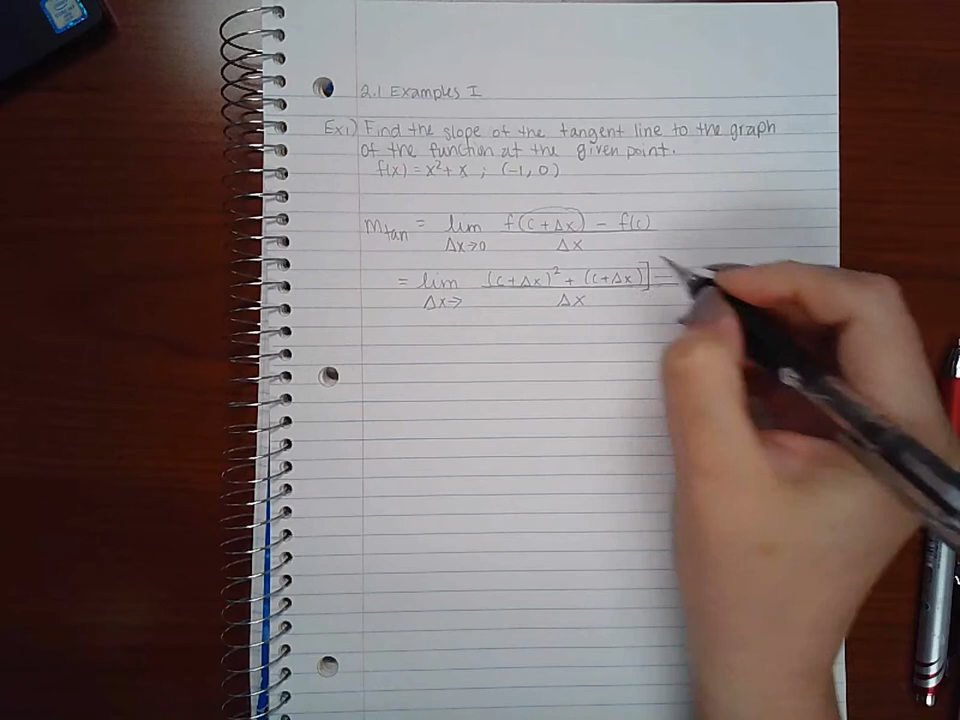 2.1 Examples I
Ex1) Find the slope of the tangent line to the graph
of the function at the given point.
f(x) = x² + x ; (-1, 0)
m_tan = lim f(c + Δx) - f(c)
Δx→0 Δx
= lim (c+Δx)² + (c+Δx)] -
Δx→ Δx